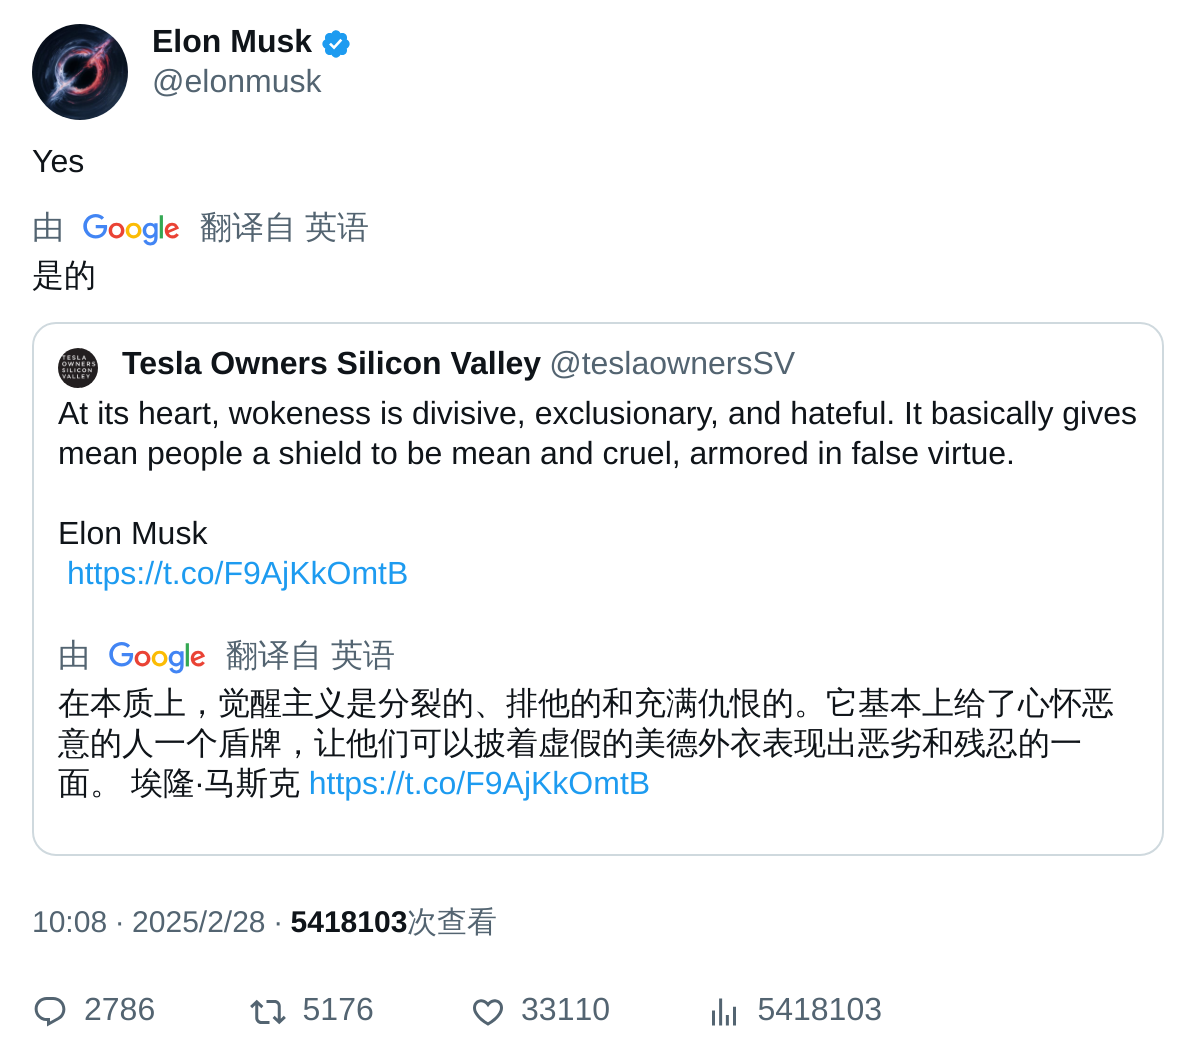 Elon Musk
@elonmusk
Yes
由 Google 翻译自 英语
是的
TESLA
OWNERS
SILICON
VALLEY
Tesla Owners Silicon Valley @teslaownersSV
At its heart, wokeness is divisive, exclusionary, and hateful. It basically gives
mean people a shield to be mean and cruel, armored in false virtue.
Elon Musk
https://t.co/F9AjKkOmtB
由 Google 翻译自 英语
在本质上，觉醒主义是分裂的、排他的和充满仇恨的。它基本上给了心怀恶
意的人一个盾牌，让他们可以披着虚假的美德外衣表现出恶劣和残忍的一
面。 埃隆·马斯克 https://t.co/F9AjKkOmtB
10:08 · 2025/2/28 · 5418103次查看
2786 5176 33110 5418103